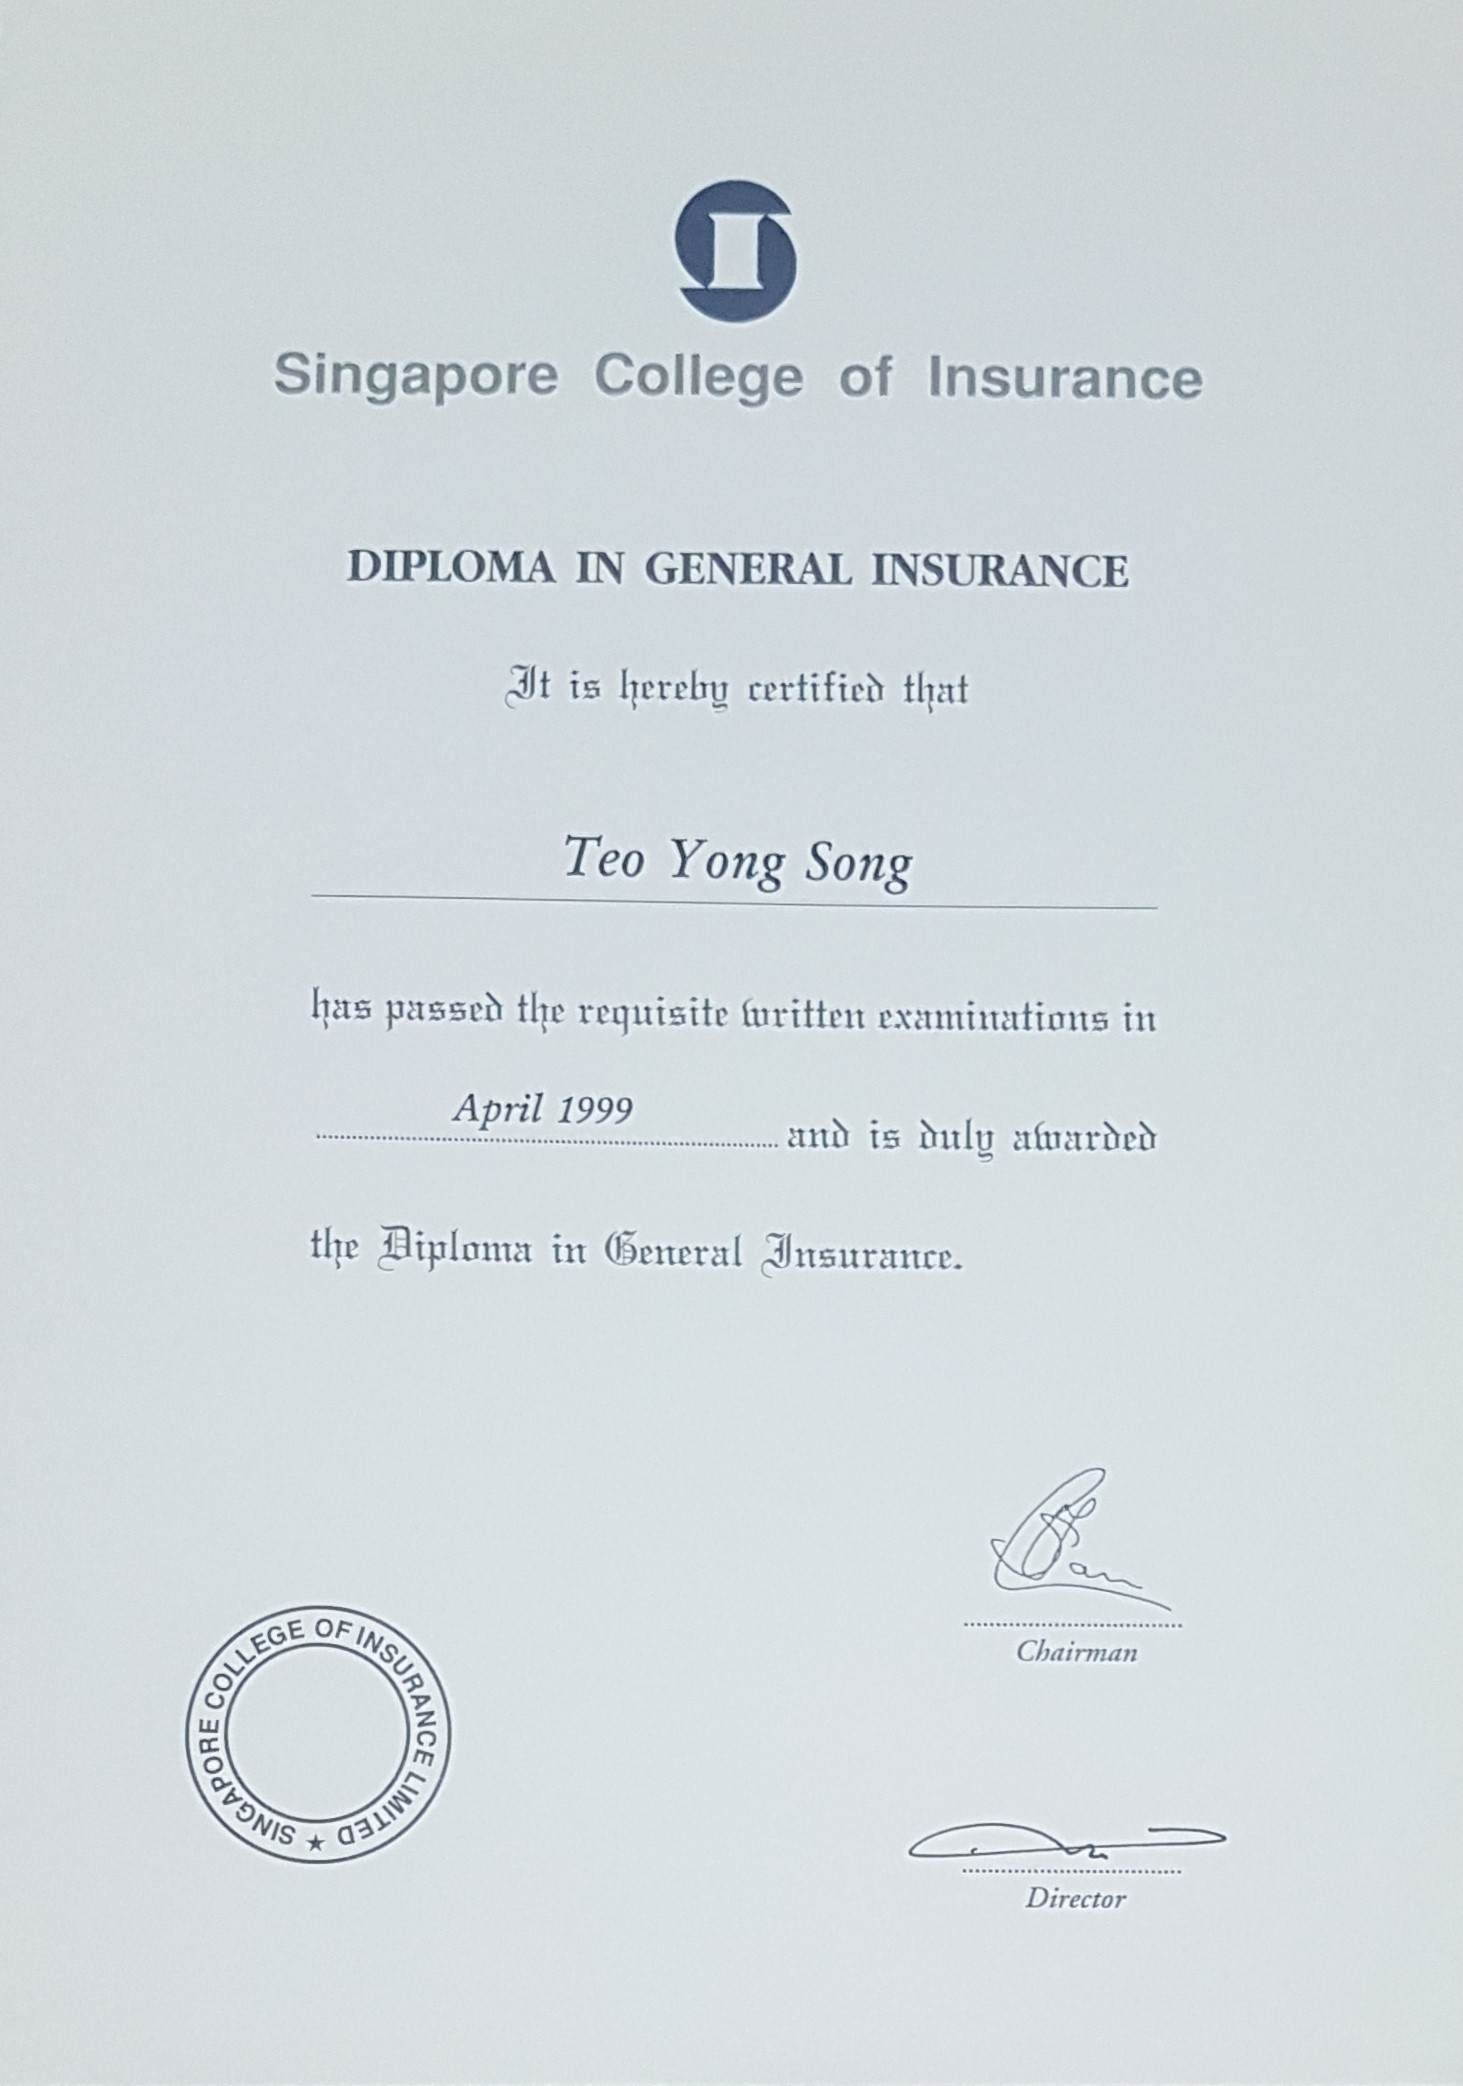 Singapore College of Insurance
DIPLOMA IN GENERAL INSURANCE
It is hereby certified that
Teo Yong Song
has passed the requisite written examinations in
April 1999 and is duly awarded
the Diploma in General Insurance.
Chairman
SINGAPORE COLLEGE OF INSURANCE LIMITED ★
Director